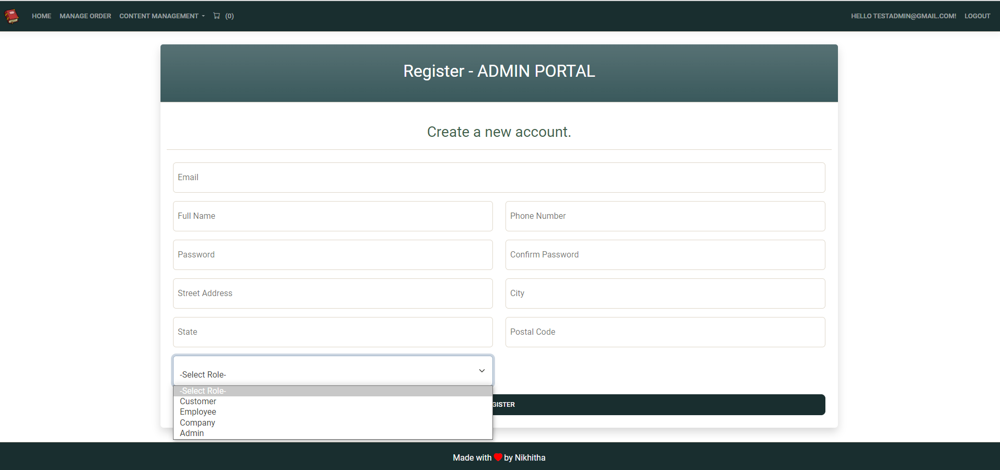 HOME MANAGE ORDER CONTENT MANAGEMENT (0) HELLO TESTADMIN@GMAIL.COM! LOGOUT
Register - ADMIN PORTAL
Create a new account.
Email
Full Name Phone Number
Password Confirm Password
Street Address City
State Postal Code
-Select Role-
-Select Role-
Customer
GISTER
Employee
Company
Admin
Made with by Nikhitha